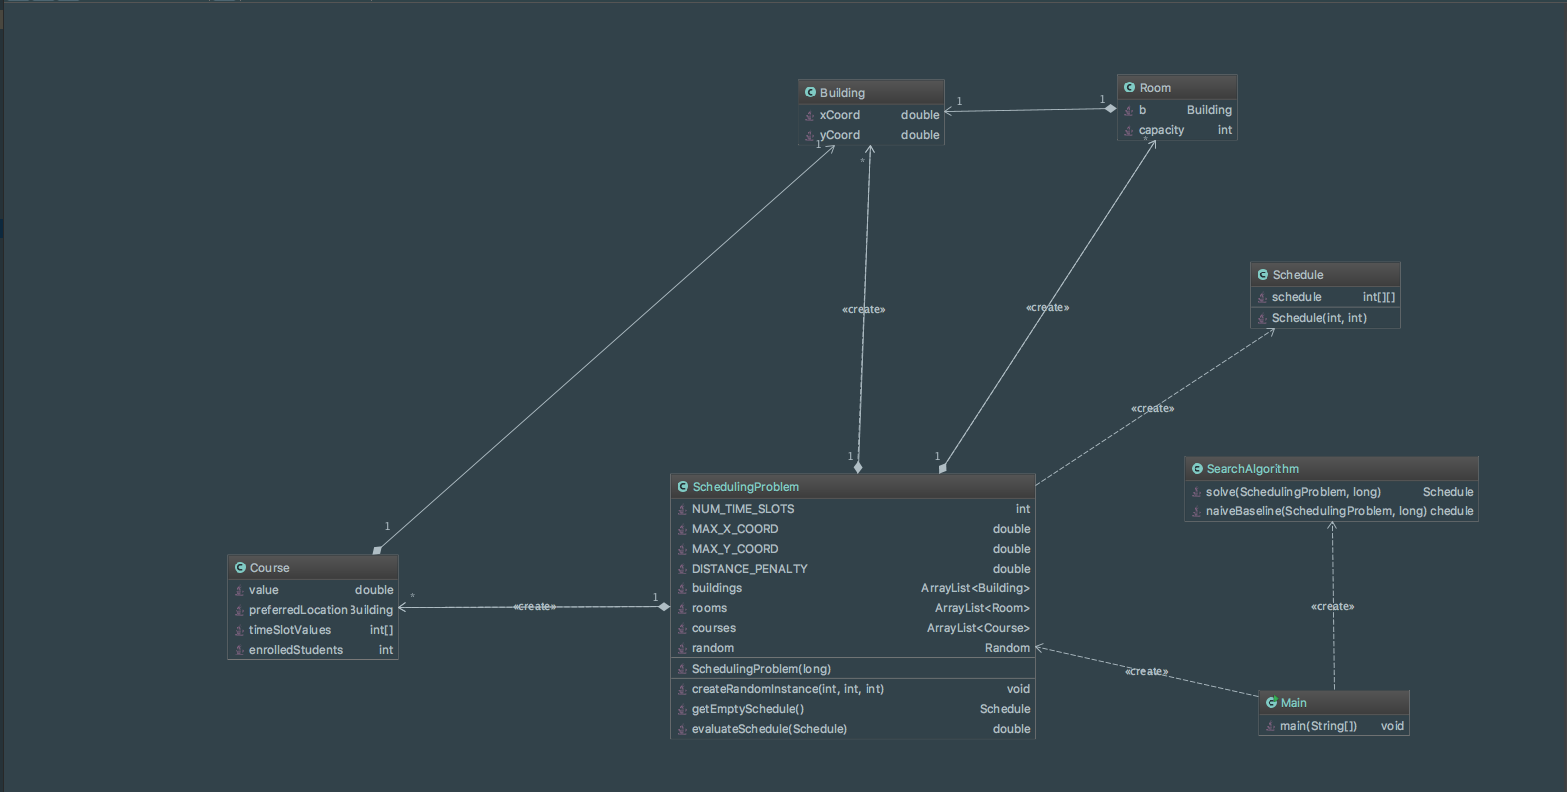 Building
xCoord double
yCoord double
Room
b Building
capacity int
1
1
1
*
*
Schedule
schedule int[][]
Schedule(int, int)
«create»
«create»
«create»
SearchAlgorithm
solve(SchedulingProblem, long) Schedule
naiveBaseline(SchedulingProblem, long) chedule
1
1
SchedulingProblem
NUM_TIME_SLOTS int
MAX_X_COORD double
MAX_Y_COORD double
DISTANCE_PENALTY double
buildings ArrayList<Building>
rooms ArrayList<Room>
courses ArrayList<Course>
random Random
SchedulingProblem(long)
createRandomInstance(int, int, int) void
getEmptySchedule() Schedule
evaluateSchedule(Schedule) double
1
Course
value double
preferredLocation Building
timeSlotValues int[]
enrolledStudents int
*
«create»
1
«create»
«create»
Main
main(String[]) void